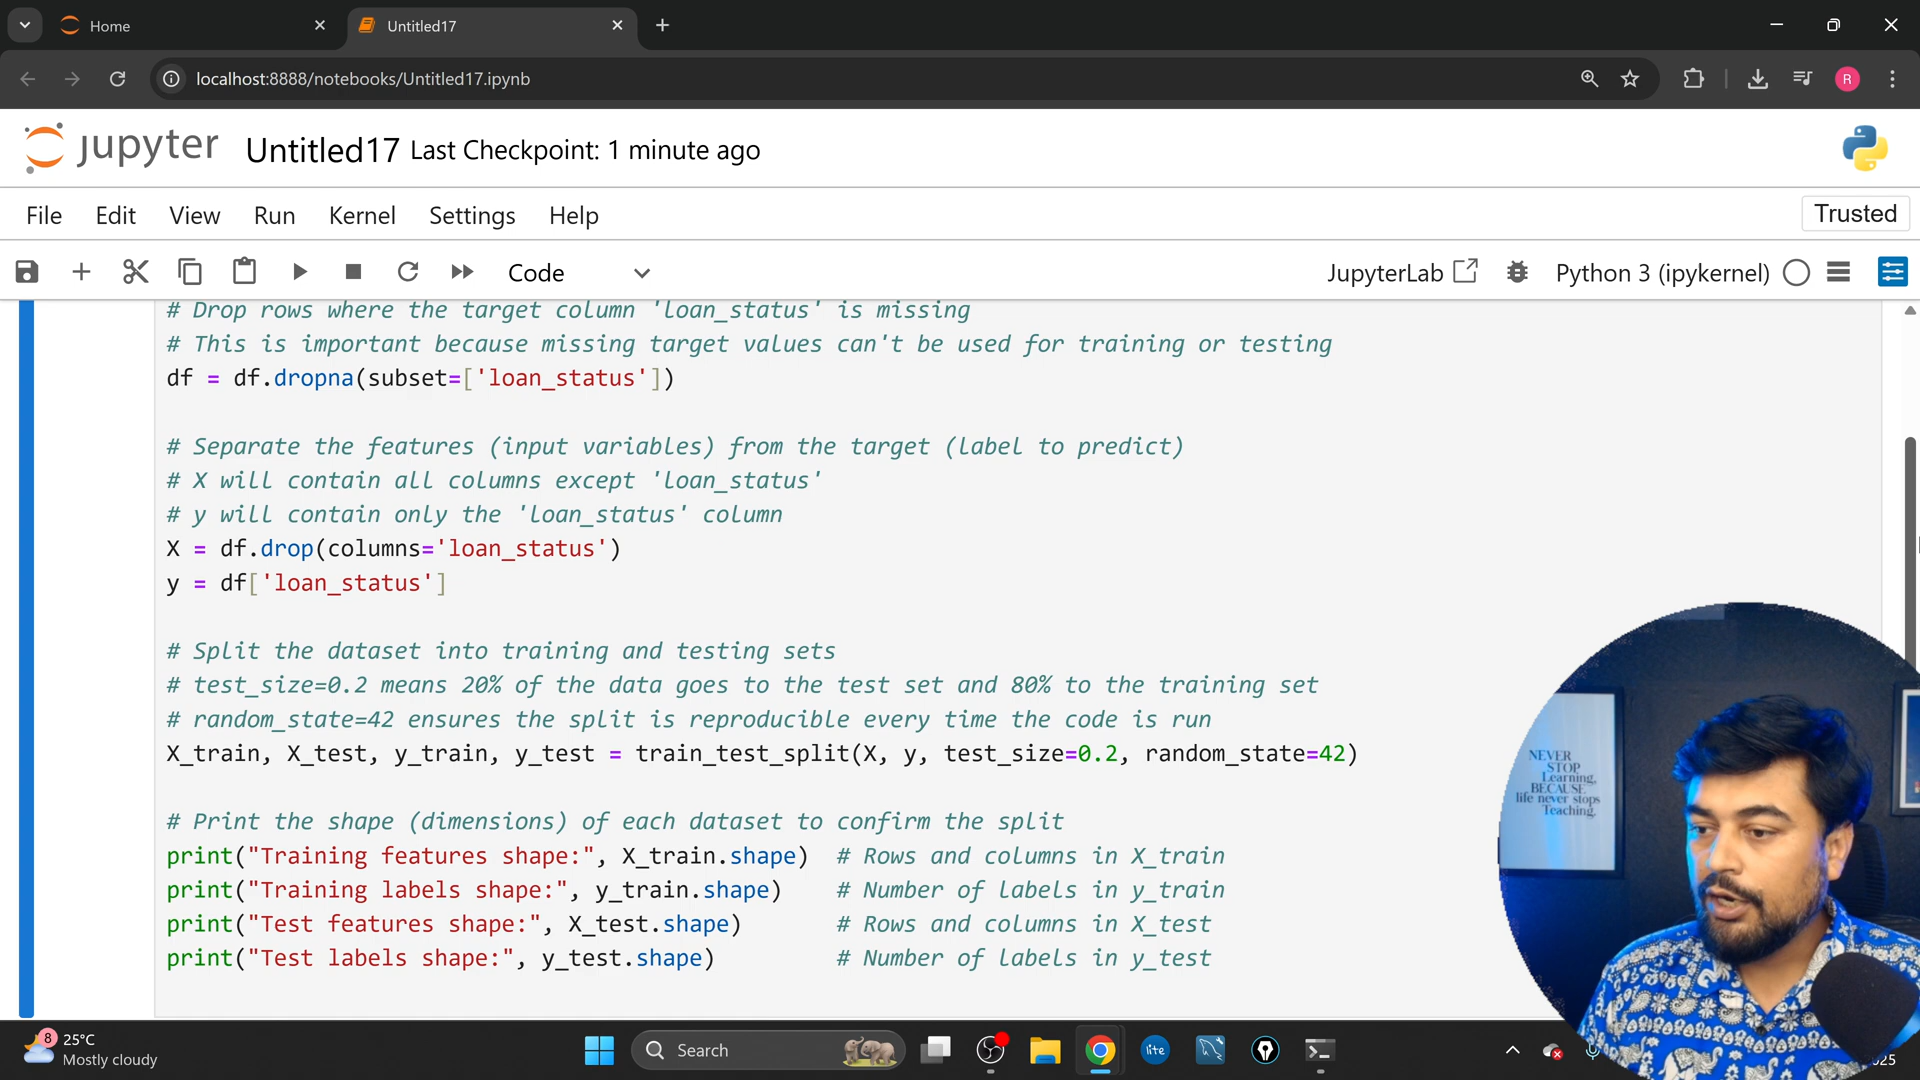 Home
Untitled17
localhost:8888/notebooks/Untitled17.ipynb
R
jupyter
Untitled17 Last Checkpoint: 1 minute ago
File Edit View Run Kernel Settings Help
Trusted
Code
JupyterLab
Python 3 (ipykernel)
# Drop rows where the target column 'loan_status' is missing
# This is important because missing target values can't be used for training or testing
df = df.dropna(subset=['loan_status'])
# Separate the features (input variables) from the target (label to predict)
# X will contain all columns except 'loan_status'
# y will contain only the 'loan_status' column
X = df.drop(columns='loan_status')
y = df['loan_status']
# Split the dataset into training and testing sets
# test_size=0.2 means 20% of the data goes to the test set and 80% to the training set
# random_state=42 ensures the split is reproducible every time the code is run
X_train, X_test, y_train, y_test = train_test_split(X, y, test_size=0.2, random_state=42)
# Print the shape (dimensions) of each dataset to confirm the split
print("Training features shape:", X_train.shape)  # Rows and columns in X_train
print("Training labels shape:", y_train.shape)    # Number of labels in y_train
print("Test features shape:", X_test.shape)       # Rows and columns in X_test
print("Test labels shape:", y_test.shape)         # Number of labels in y_test
NEVER
STOP
Learning,
BECAUSE
life never stops
Teaching.
8
25°C
Mostly cloudy
Search
lite
25